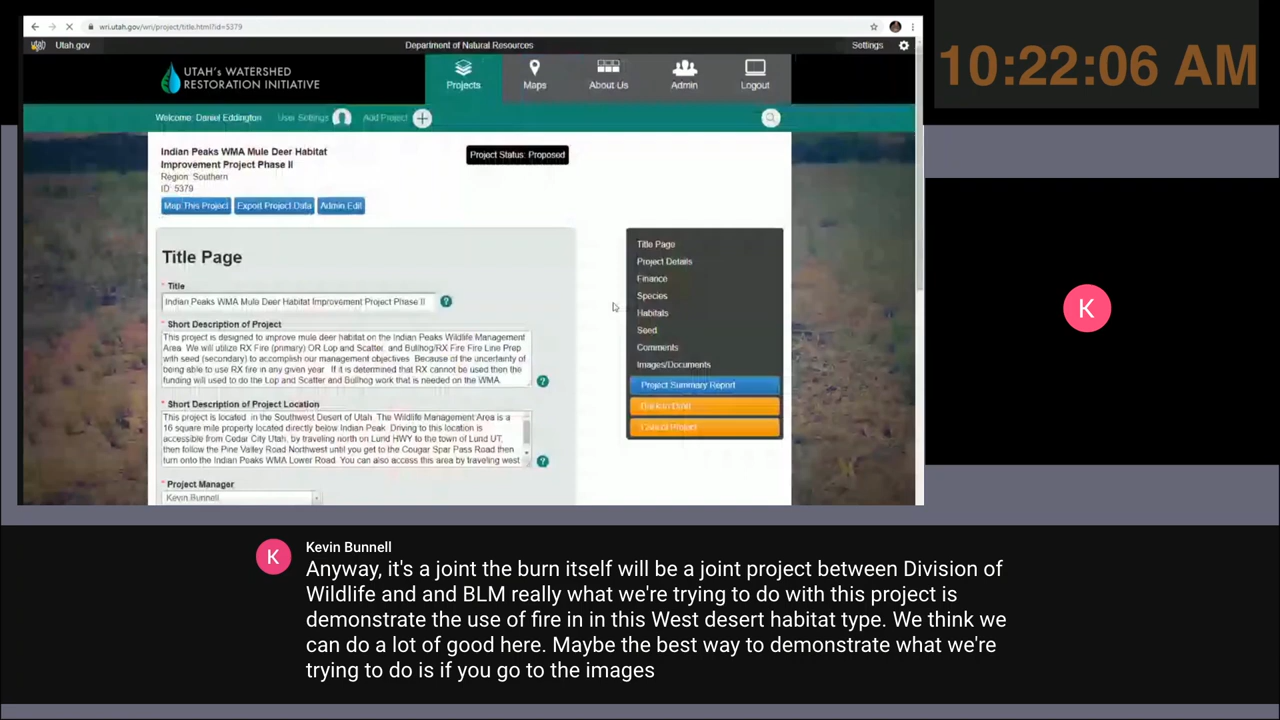 wri.utah.gov/wri/project/title.html?id=5379
10:22:06 AM
Utah.gov
Department of Natural Resources
Settings
UTAH's WATERSHED
RESTORATION INITIATIVE
Projects
Maps
About Us
Admin
Logout
Welcome: Daniel Eddington
User Settings
Add Project
Indian Peaks WMA Mule Deer Habitat
Improvement Project Phase II
Region: Southern
ID: 5379
Project Status: Proposed
Map This Project
Export Project Data
Admin Edit
Title Page
* Title
Indian Peaks WMA Mule Deer Habitat Improvement Project Phase II
* Short Description of Project
This project is designed to improve mule deer habitat on the Indian Peaks Wildlife Management
Area. We will utilize RX Fire (primary) OR Lop and Scatter, and Bullhog/RX Fire Fire Line Prep
with seed (secondary) to accomplish our management objectives. Because of the uncertainty of
being able to use RX fire in any given year. If it is determined that RX cannot be used then the
funding will used to do the Lop and Scatter and Bullhog work that is needed on the WMA.
* Short Description of Project Location
This project is located in the Southwest Desert of Utah. The Wildlife Management Area is a
16 square mile property located directly below Indian Peak. Driving to this location is
accessible from Cedar City Utah, by traveling north on Lund HWY to the town of Lund UT,
then follow the Pine Valley Road Northwest until you get to the Cougar Spar Pass Road then
turn onto the Indian Peaks WMA Lower Road. You can also access this area by traveling west
* Project Manager
Kevin Bunnell
Title Page
Project Details
Finance
Species
Habitats
Seed
Comments
Images/Documents
Project Summary Report
K
K
Kevin Bunnell
Anyway, it's a joint the burn itself will be a joint project between Division of
Wildlife and and BLM really what we're trying to do with this project is
demonstrate the use of fire in in this West desert habitat type. We think we
can do a lot of good here. Maybe the best way to demonstrate what we're
trying to do is if you go to the images